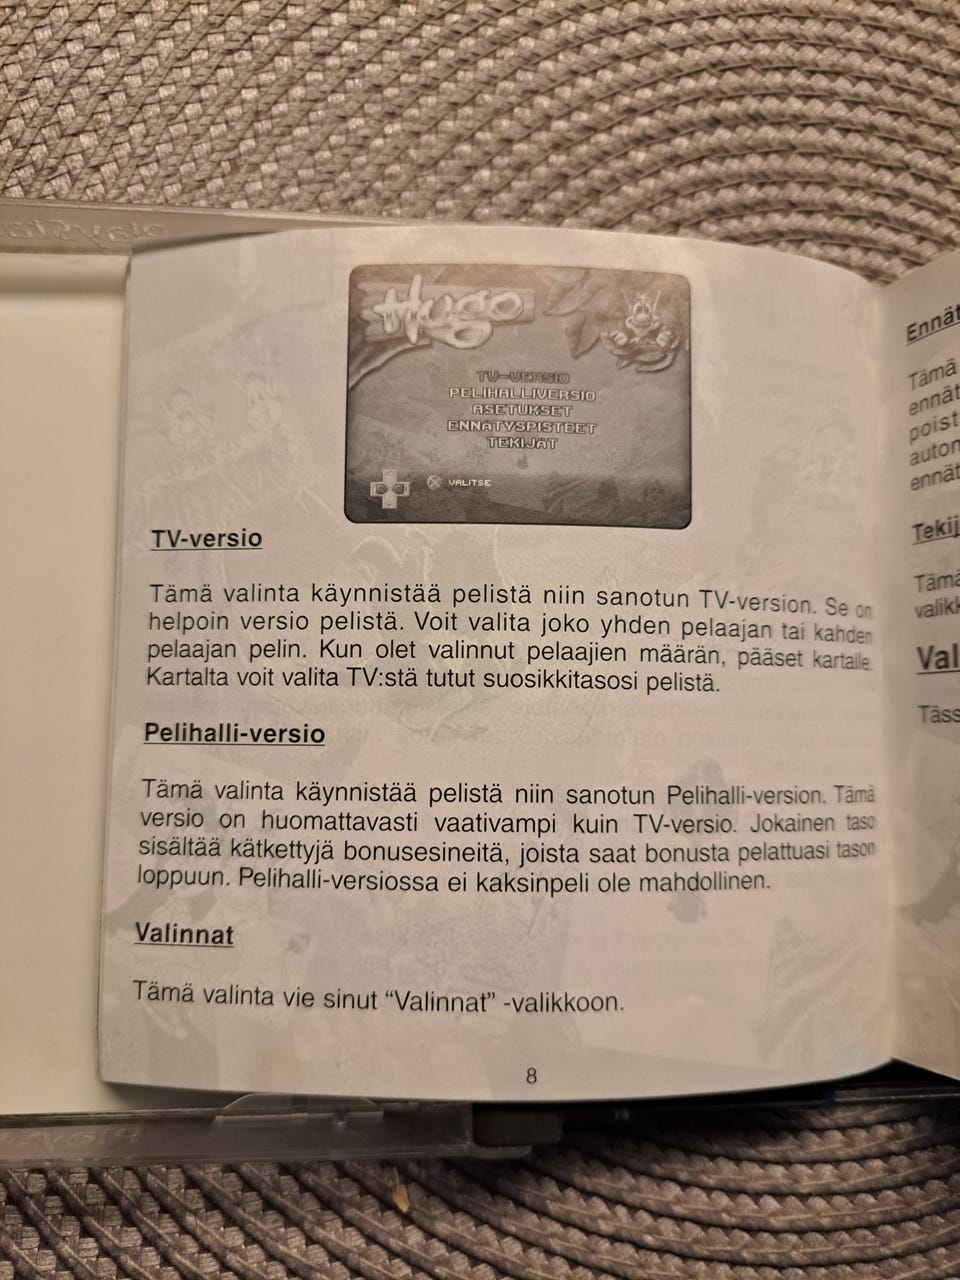 playstat
Hugo
TV-VERSIO
PELIHALLIVERSIO
ASETUKSET
ENNÄTYSPISTEET
TEKIJÄT
VALITSE
TV-versio
Tämä valinta käynnistää pelistä niin sanotun TV-version. Se on
helpoin versio pelistä. Voit valita joko yhden pelaajan tai kahden
pelaajan pelin. Kun olet valinnut pelaajien määrän, pääset kartalle.
Kartalta voit valita TV:stä tutut suosikkitasosi pelistä.
Pelihalli-versio
Tämä valinta käynnistää pelistä niin sanotun Pelihalli-version. Tämä
versio on huomattavasti vaativampi kuin TV-versio. Jokainen taso
sisältää kätkettyjä bonusesineitä, joista saat bonusta pelattuasi tason
loppuun. Pelihalli-versiossa ei kaksinpeli ole mahdollinen.
Valinnat
Tämä valinta vie sinut “Valinnat” -valikkoon.
8
Ennät
Tämä
ennät
poist
auton
ennät
Tekij
Tämä
valikk
Val
Täss